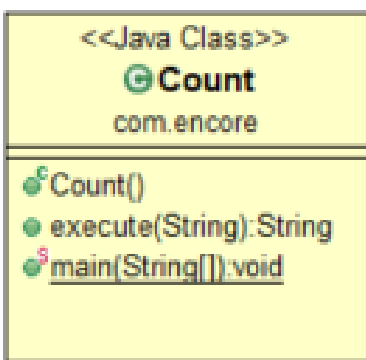 <<Java Class>>
Count
com.encore
Count()
execute(String):String
main(String[]):void